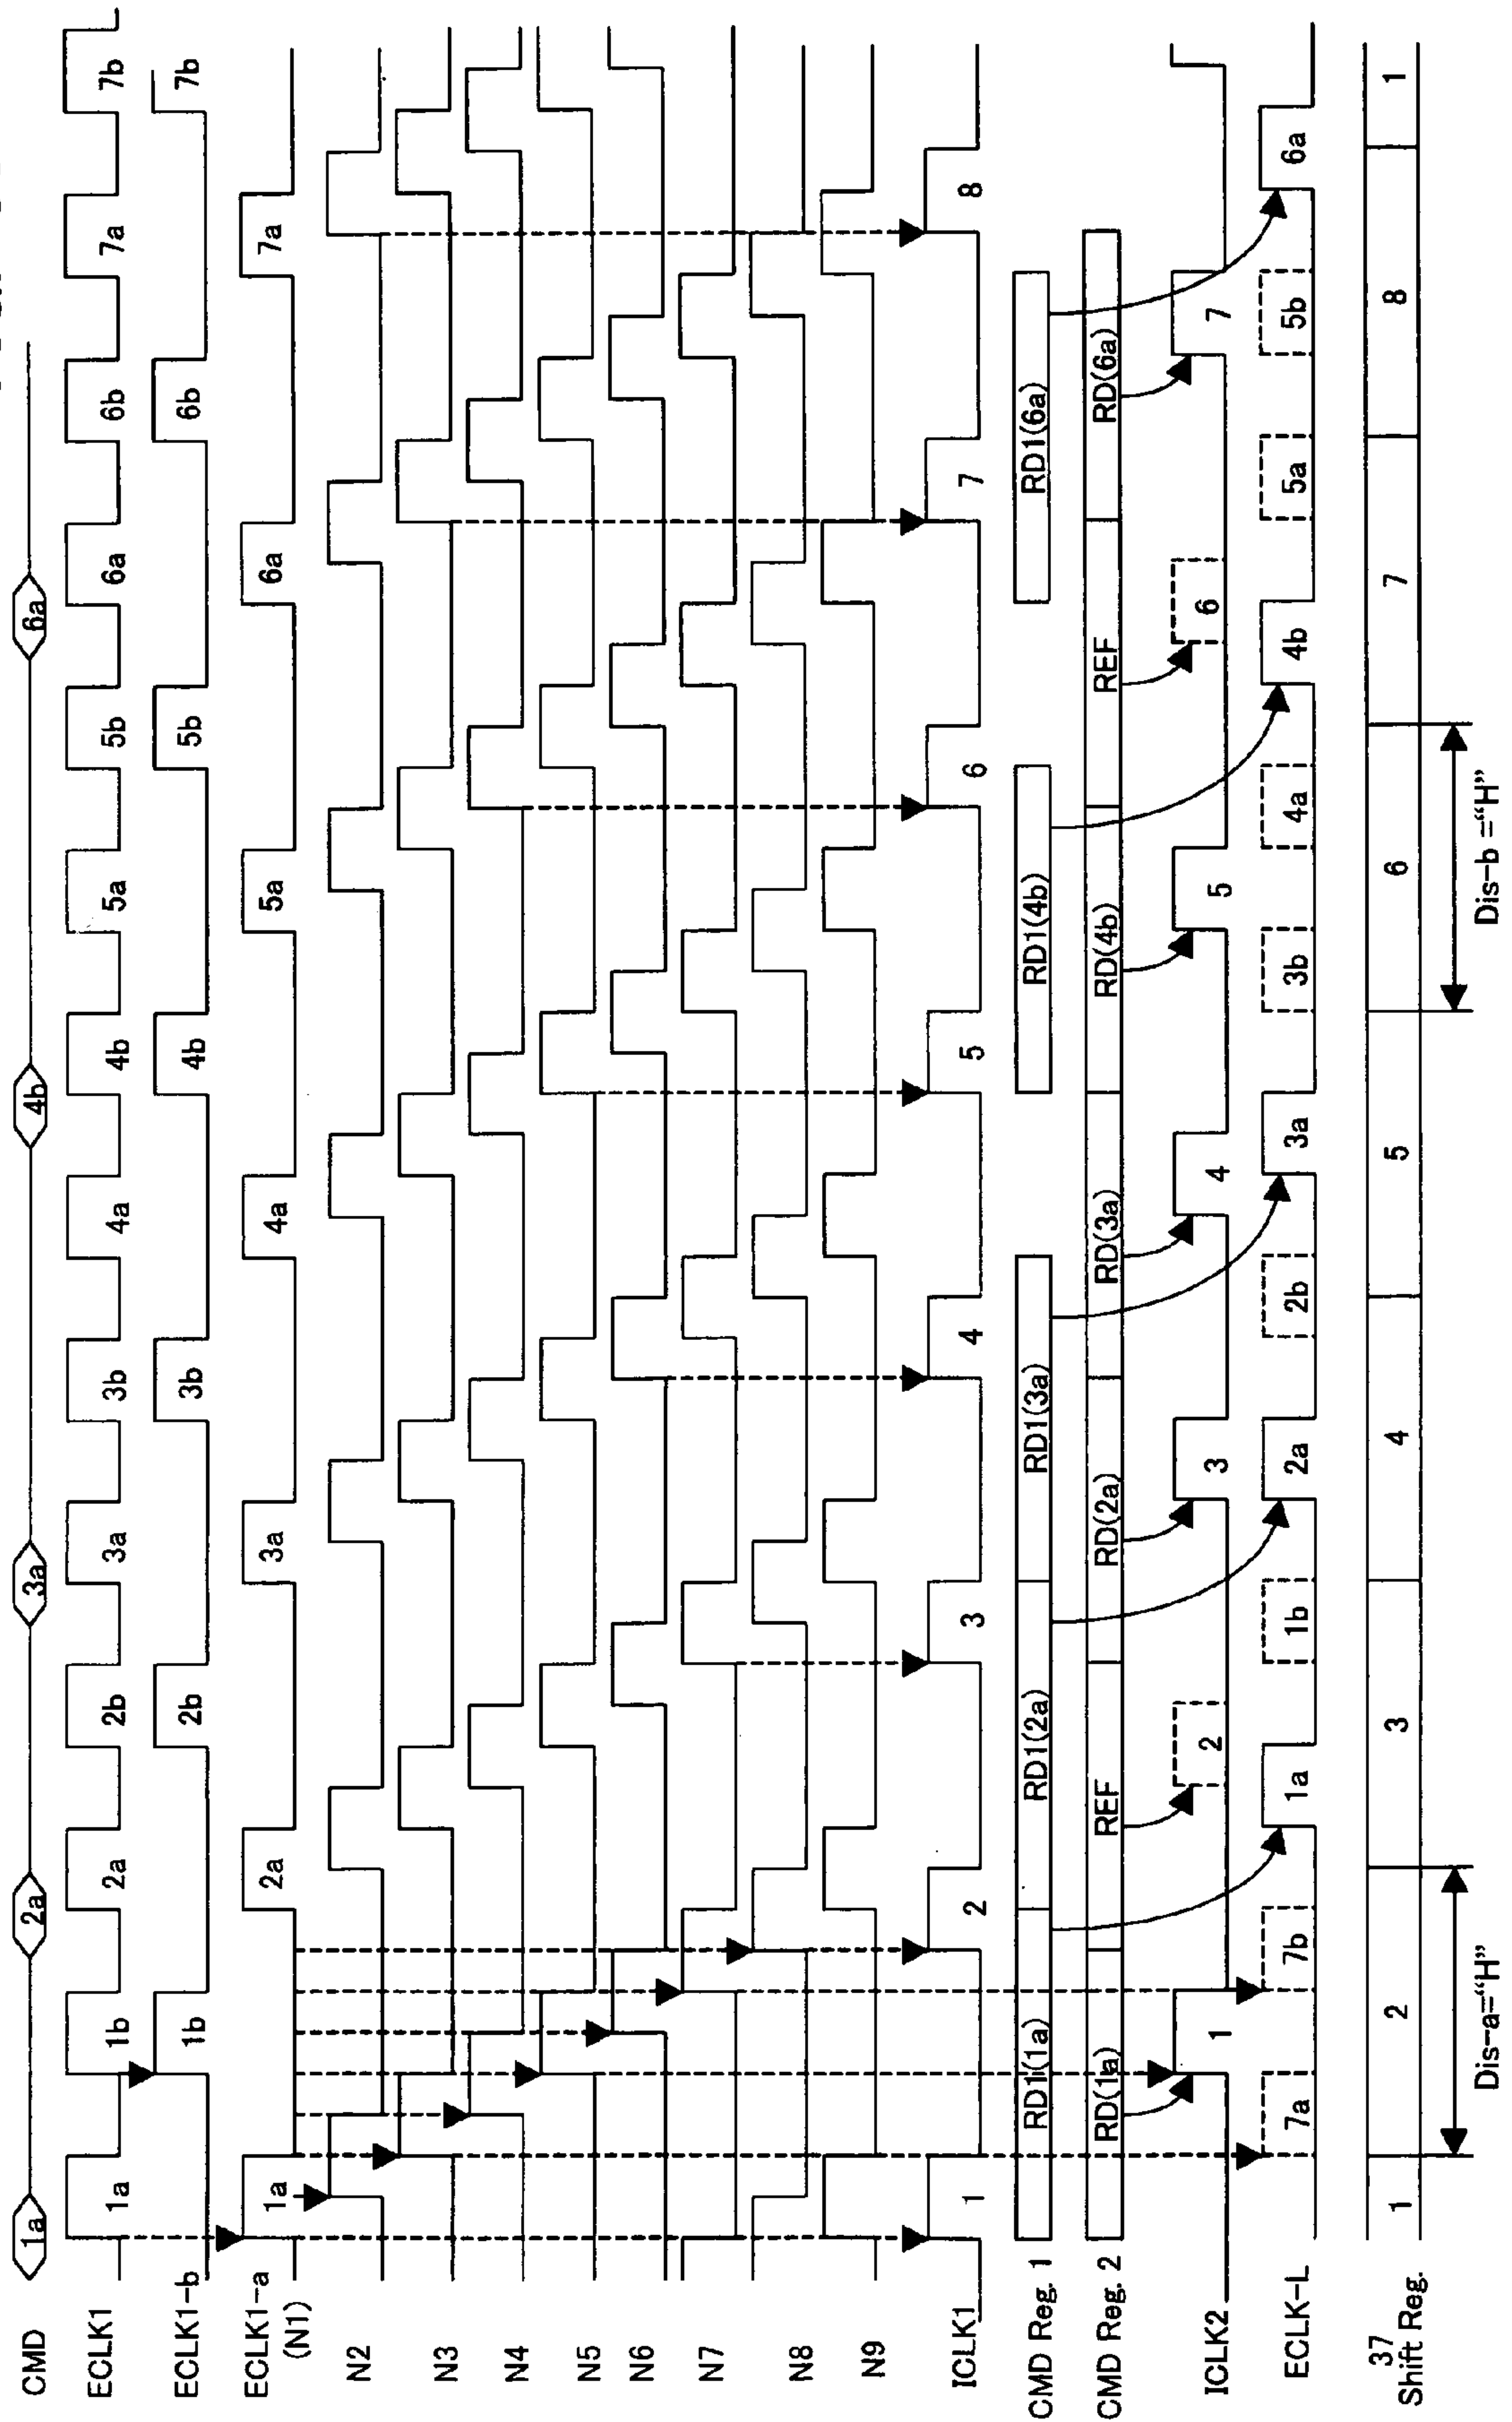 CMD 1a 2a 3a 4b 6a
ECLK1 1a 1b 2a 2b 3a 3b 4a 4b 5a 5b 6a 6b 7a 7b
ECLK1-b 1b 2b 3b 4b 5b 6b 7b
ECLK1-a (N1) 1a 2a 3a 4a 5a 6a 7a
N2
N3
N4
N5
N6
N7
N8
N9
ICLK1 1 2 3 4 5 6 7 8
CMD Reg. 1 RD1(1a) RD1(2a) RD1(3a) RD1(4b) RD1(6a)
CMD Reg. 2 RD(1a) REF RD(2a) RD(3a) RD(4b) REF RD(6a)
ICLK2 1 2 3 4 5 6 7
ECLK-L 7a 7b 1a 1b 2a 2b 3a 3b 4a 4b 5a 5b 6a
37
Shift Reg. 1 2 3 4 5 6 7 8 1
Dis-a="H" Dis-b ="H"